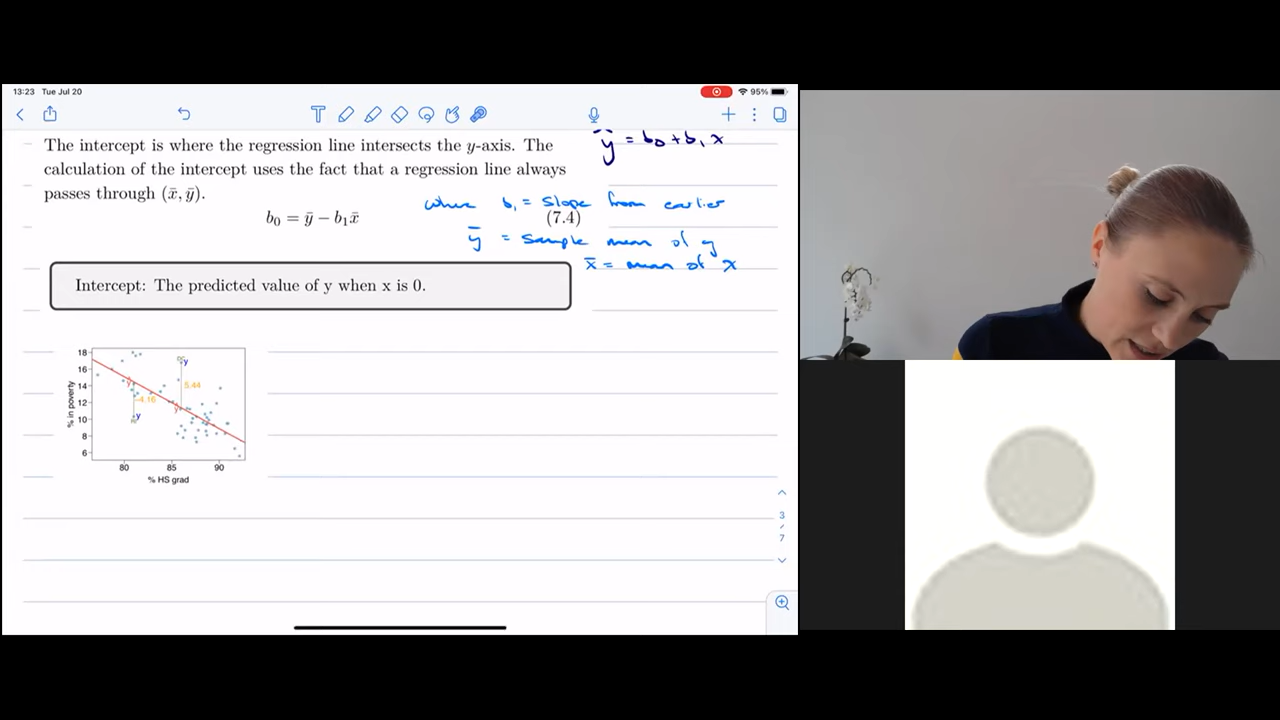 13:23 Tue Jul 20
95%
The intercept is where the regression line intersects the y-axis. The
calculation of the intercept uses the fact that a regression line always
passes through (x̄, ȳ).
ŷ = b₀ + b₁ x
b₀ = ȳ − b₁x̄
(7.4)
where b₁ = slope from earlier
ȳ = sample mean of y
x̄ = mean of x
Intercept: The predicted value of y when x is 0.
18
16
14
12
10
8
6
% in poverty
y
5.44
ŷ
-4.16
y
ŷ
80 85 90
% HS grad
3
/
7